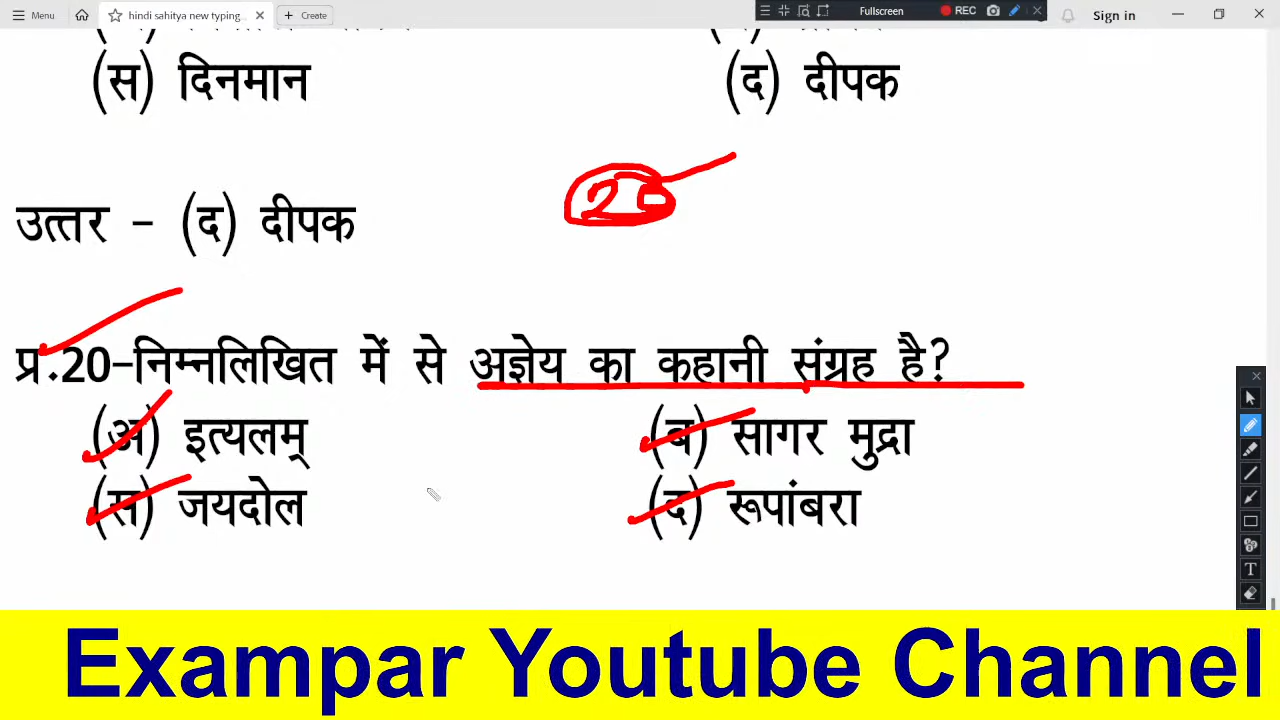 Menu
hindi sahitya new typing...
Create
Fullscreen
REC
Sign in
(स) दिनमान
(द) दीपक
20
उत्तर - (द) दीपक
प्र.20-निम्नलिखित में से अज्ञेय का कहानी संग्रह है?
(अ) इत्यलम्
(ब) सागर मुद्रा
(स) जयदोल
(द) रूपांबरा
Exampar Youtube Channel